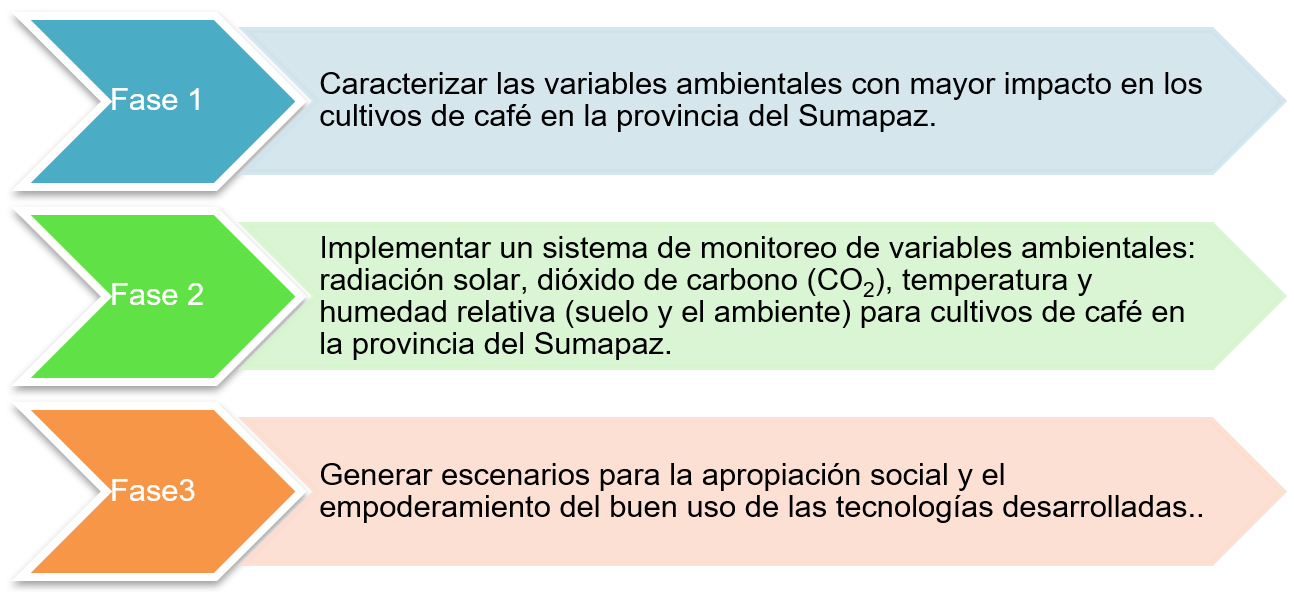 Fase 1
Caracterizar las variables ambientales con mayor impacto en los
cultivos de café en la provincia del Sumapaz.
Fase 2
Implementar un sistema de monitoreo de variables ambientales:
radiación solar, dióxido de carbono (CO₂), temperatura y
humedad relativa (suelo y el ambiente) para cultivos de café en
la provincia del Sumapaz.
Fase3
Generar escenarios para la apropiación social y el
empoderamiento del buen uso de las tecnologías desarrolladas..